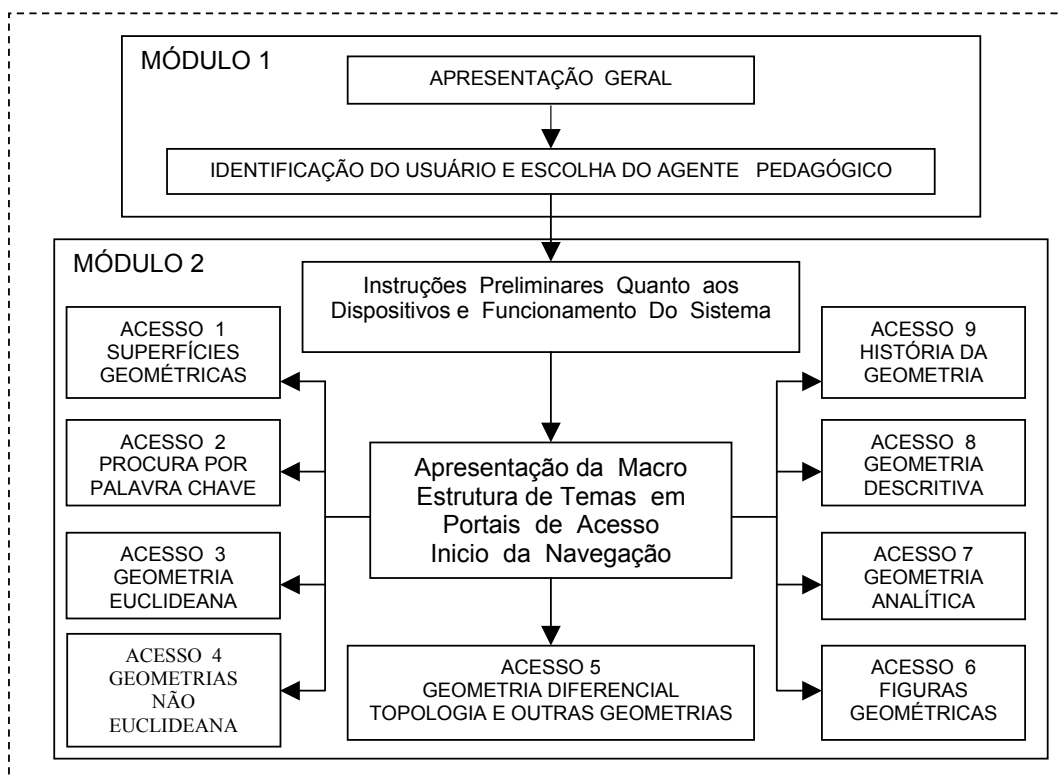 MÓDULO 1
APRESENTAÇÃO GERAL
IDENTIFICAÇÃO DO USUÁRIO E ESCOLHA DO AGENTE PEDAGÓGICO
MÓDULO 2
Instruções Preliminares Quanto aos
Dispositivos e Funcionamento Do Sistema
ACESSO 1
SUPERFÍCIES
GEOMÉTRICAS
ACESSO 2
PROCURA POR
PALAVRA CHAVE
ACESSO 3
GEOMETRIA
EUCLIDEANA
ACESSO 4
GEOMETRIAS
NÃO
EUCLIDEANA
Apresentação da Macro
Estrutura de Temas em
Portais de Acesso
Inicio da Navegação
ACESSO 5
GEOMETRIA DIFERENCIAL
TOPOLOGIA E OUTRAS GEOMETRIAS
ACESSO 9
HISTÓRIA DA
GEOMETRIA
ACESSO 8
GEOMETRIA
DESCRITIVA
ACESSO 7
GEOMETRIA
ANALÍTICA
ACESSO 6
FIGURAS
GEOMÉTRICAS